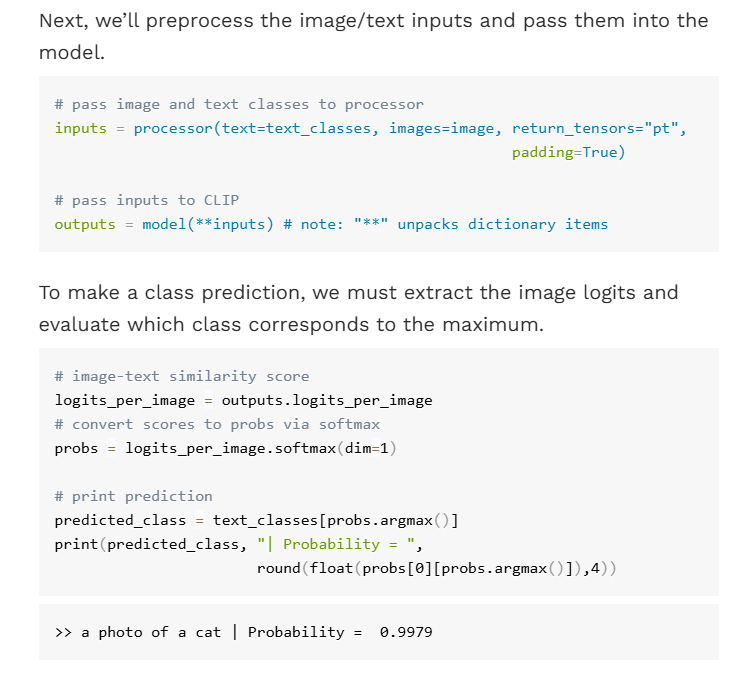 Next, we’ll preprocess the image/text inputs and pass them into the
model.
# pass image and text classes to processor
inputs = processor(text=text_classes, images=image, return_tensors="pt",
padding=True)
# pass inputs to CLIP
outputs = model(**inputs) # note: "**" unpacks dictionary items
To make a class prediction, we must extract the image logits and
evaluate which class corresponds to the maximum.
# image-text similarity score
logits_per_image = outputs.logits_per_image
# convert scores to probs via softmax
probs = logits_per_image.softmax(dim=1)
# print prediction
predicted_class = text_classes[probs.argmax()]
print(predicted_class, "| Probability = ",
round(float(probs[0][probs.argmax()]),4))
>> a photo of a cat | Probability =  0.9979